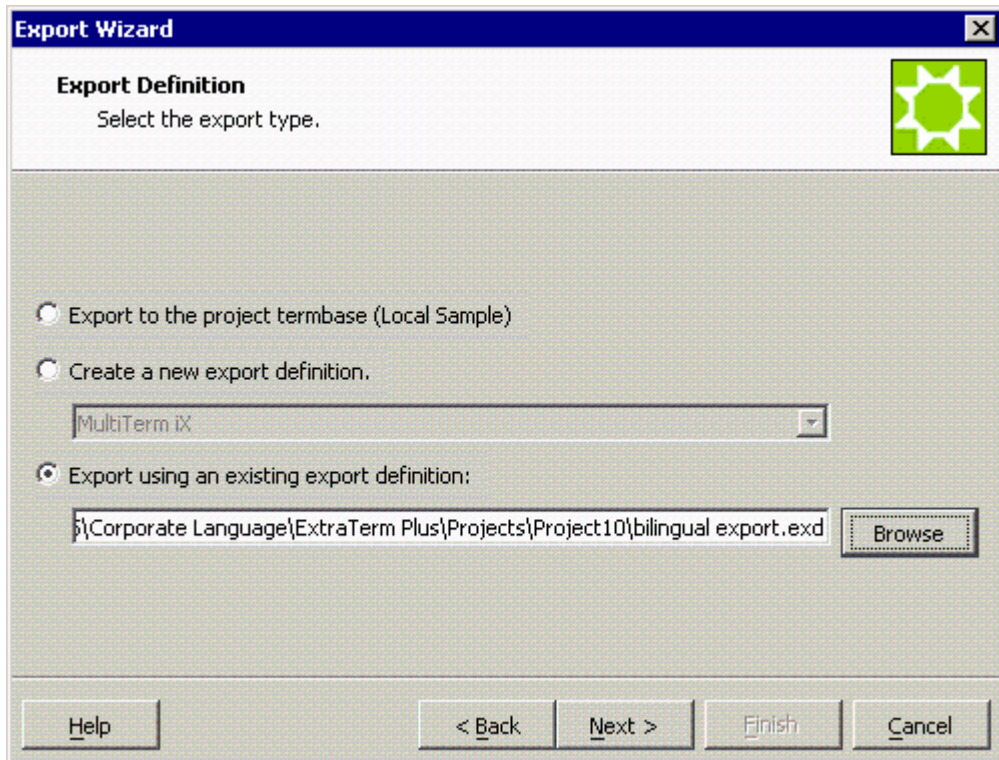 Export Wizard
Export Definition
Select the export type.
Export to the project termbase (Local Sample)
Create a new export definition.
MultiTerm iX
Export using an existing export definition:
\Corporate Language\ExtraTerm Plus\Projects\Project10\bilingual export.exd
Browse
Help < Back Next > Finish Cancel